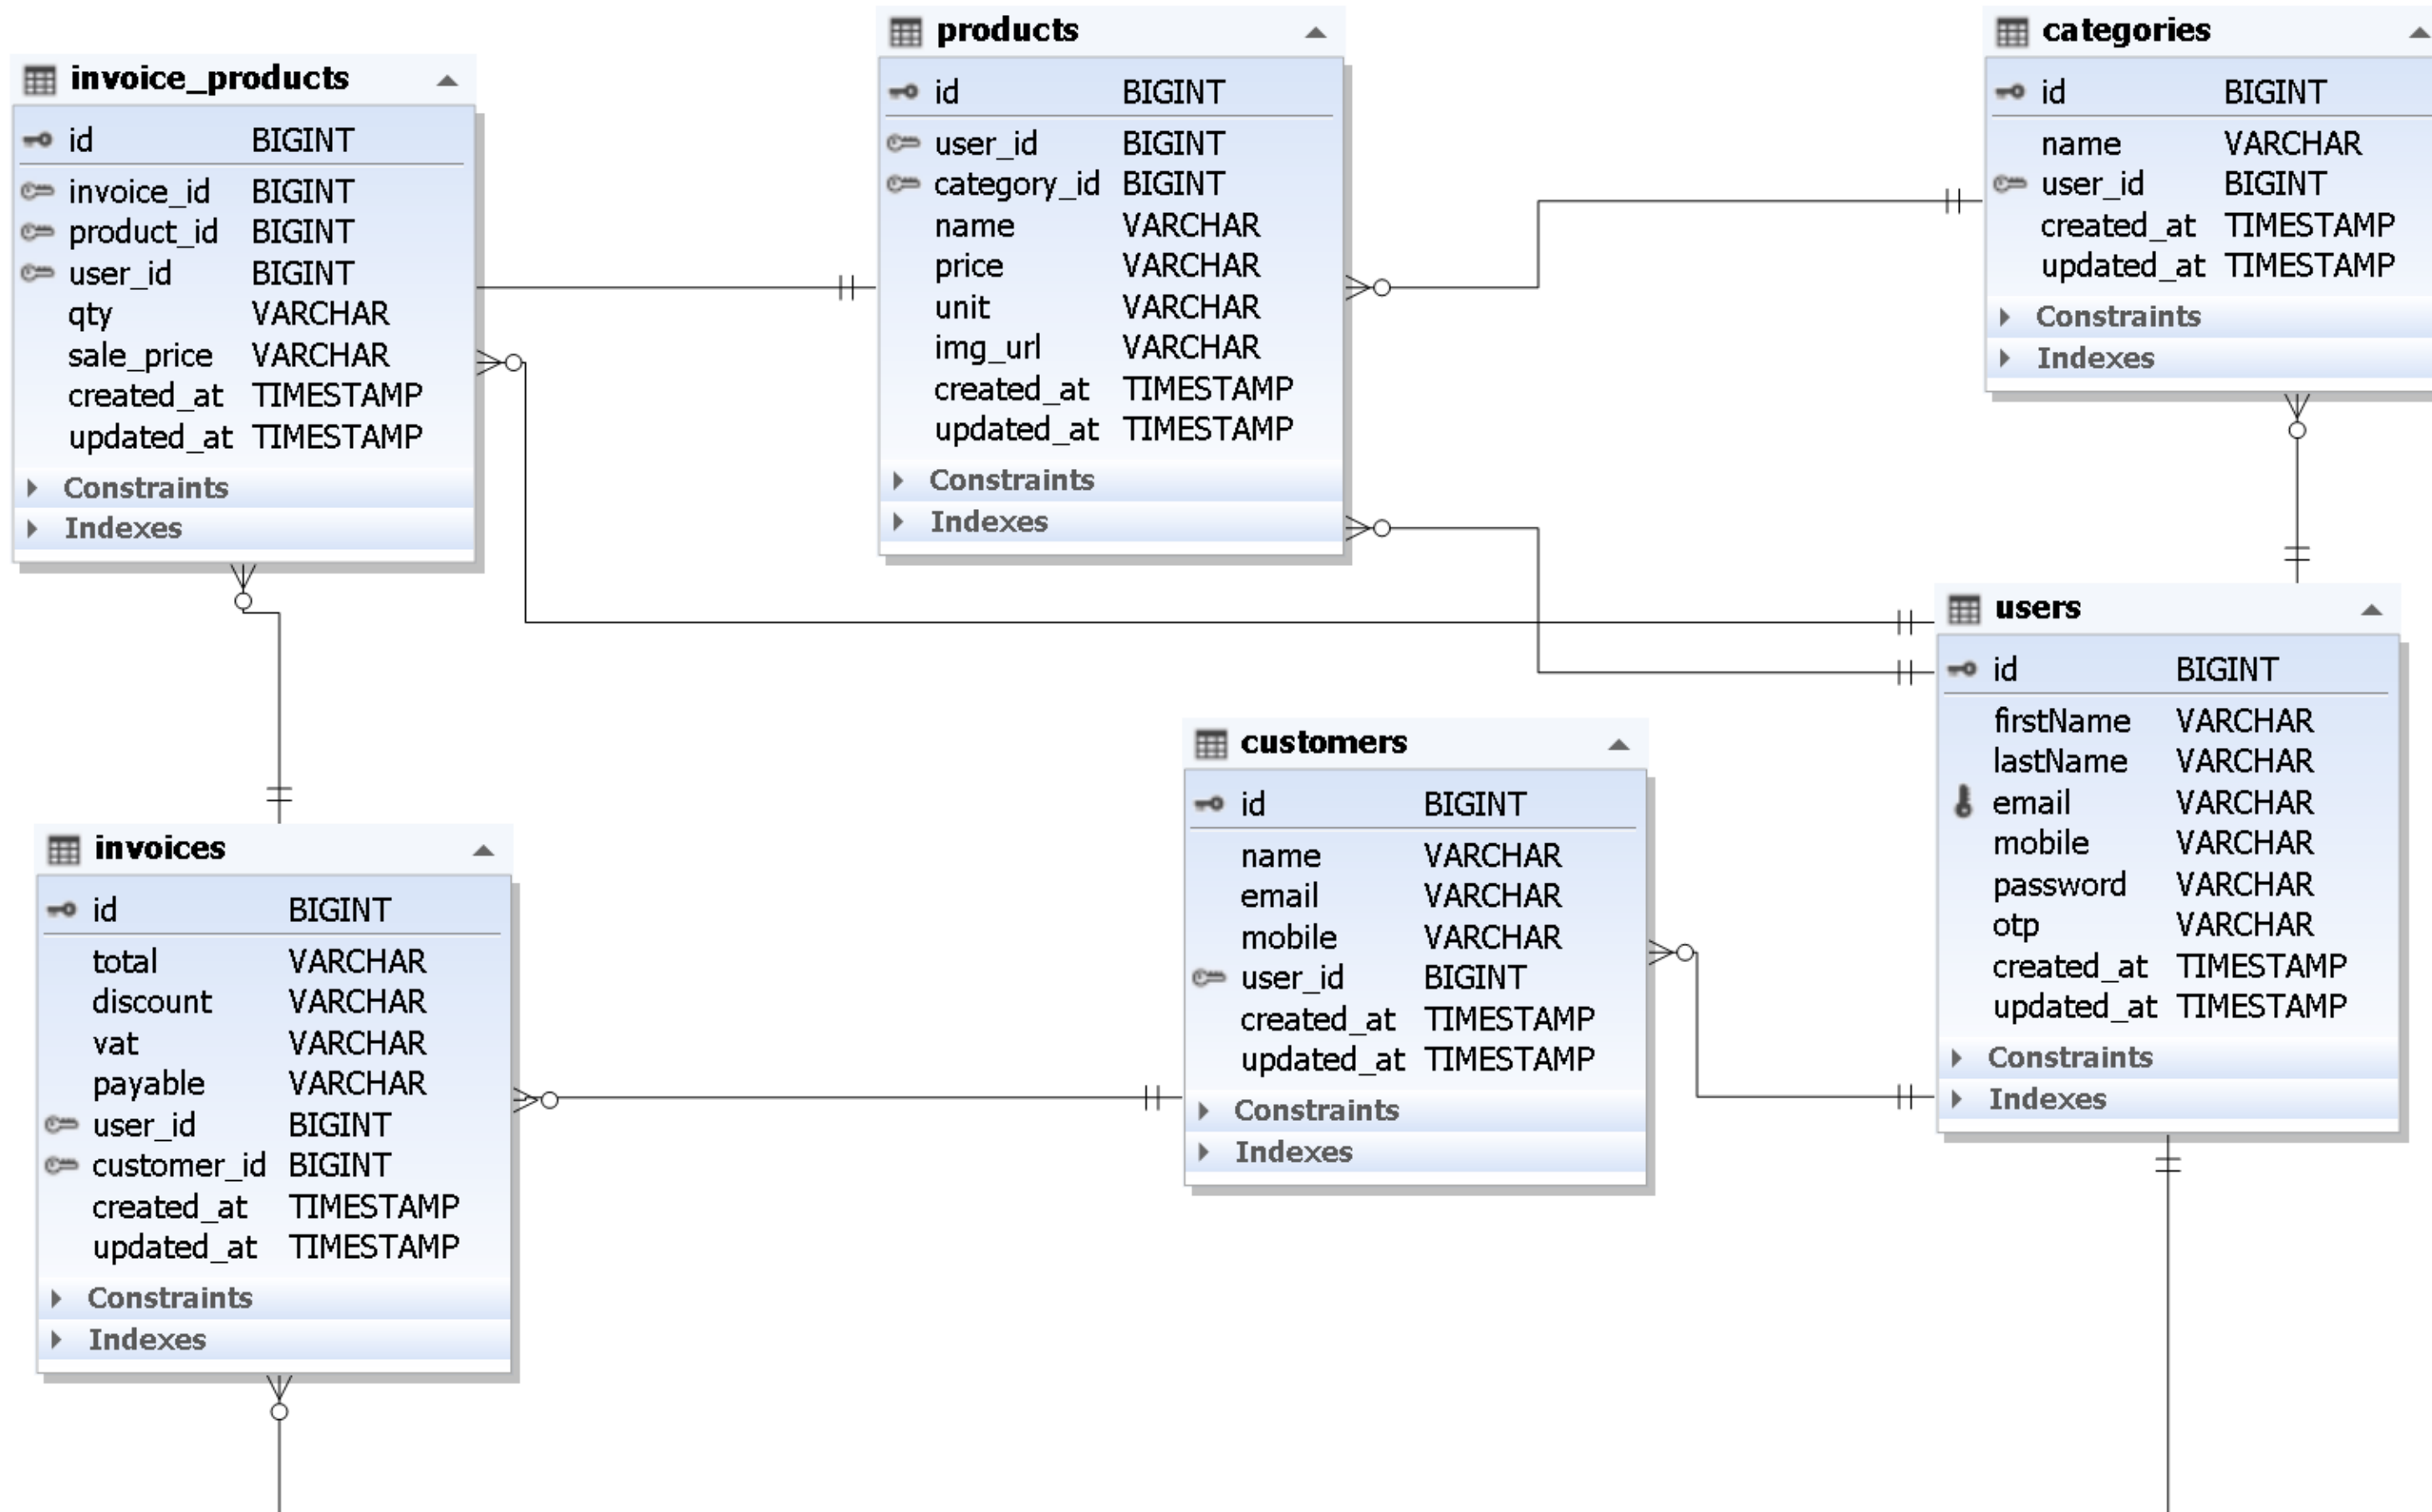 invoice_products
id BIGINT
invoice_id BIGINT
product_id BIGINT
user_id BIGINT
qty VARCHAR
sale_price VARCHAR
created_at TIMESTAMP
updated_at TIMESTAMP
Constraints
Indexes
products
id BIGINT
user_id BIGINT
category_id BIGINT
name VARCHAR
price VARCHAR
unit VARCHAR
img_url VARCHAR
created_at TIMESTAMP
updated_at TIMESTAMP
Constraints
Indexes
categories
id BIGINT
name VARCHAR
user_id BIGINT
created_at TIMESTAMP
updated_at TIMESTAMP
Constraints
Indexes
users
id BIGINT
firstName VARCHAR
lastName VARCHAR
email VARCHAR
mobile VARCHAR
password VARCHAR
otp VARCHAR
created_at TIMESTAMP
updated_at TIMESTAMP
Constraints
Indexes
customers
id BIGINT
name VARCHAR
email VARCHAR
mobile VARCHAR
user_id BIGINT
created_at TIMESTAMP
updated_at TIMESTAMP
Constraints
Indexes
invoices
id BIGINT
total VARCHAR
discount VARCHAR
vat VARCHAR
payable VARCHAR
user_id BIGINT
customer_id BIGINT
created_at TIMESTAMP
updated_at TIMESTAMP
Constraints
Indexes